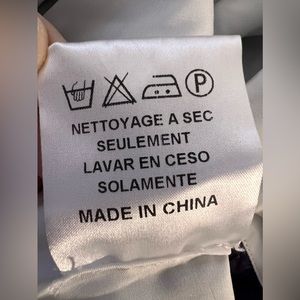 P
NETTOYAGE A SEC
SEULEMENT
LAVAR EN CESO
SOLAMENTE
MADE IN CHINA